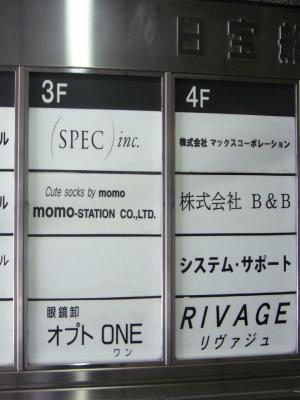 日宝
3F
(SPEC) inc.
Cute socks by momo
momo-STATION CO.,LTD.
眼鏡卸
オプト ONE
ワン
4F
株式会社 マックスコーポレーション
株式会社 B&B
システム・サポート
RIVAGE
リヴァジュ